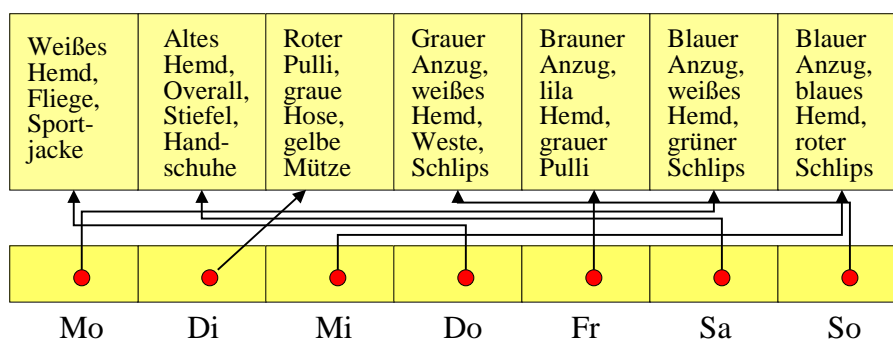 Weißes
Hemd,
Fliege,
Sport-
jacke
Altes
Hemd,
Overall,
Stiefel,
Hand-
schuhe
Roter
Pulli,
graue
Hose,
gelbe
Mütze
Grauer
Anzug,
weißes
Hemd,
Weste,
Schlips
Brauner
Anzug,
lila
Hemd,
grauer
Pulli
Blauer
Anzug,
weißes
Hemd,
grüner
Schlips
Blauer
Anzug,
blaues
Hemd,
roter
Schlips
Mo Di Mi Do Fr Sa So